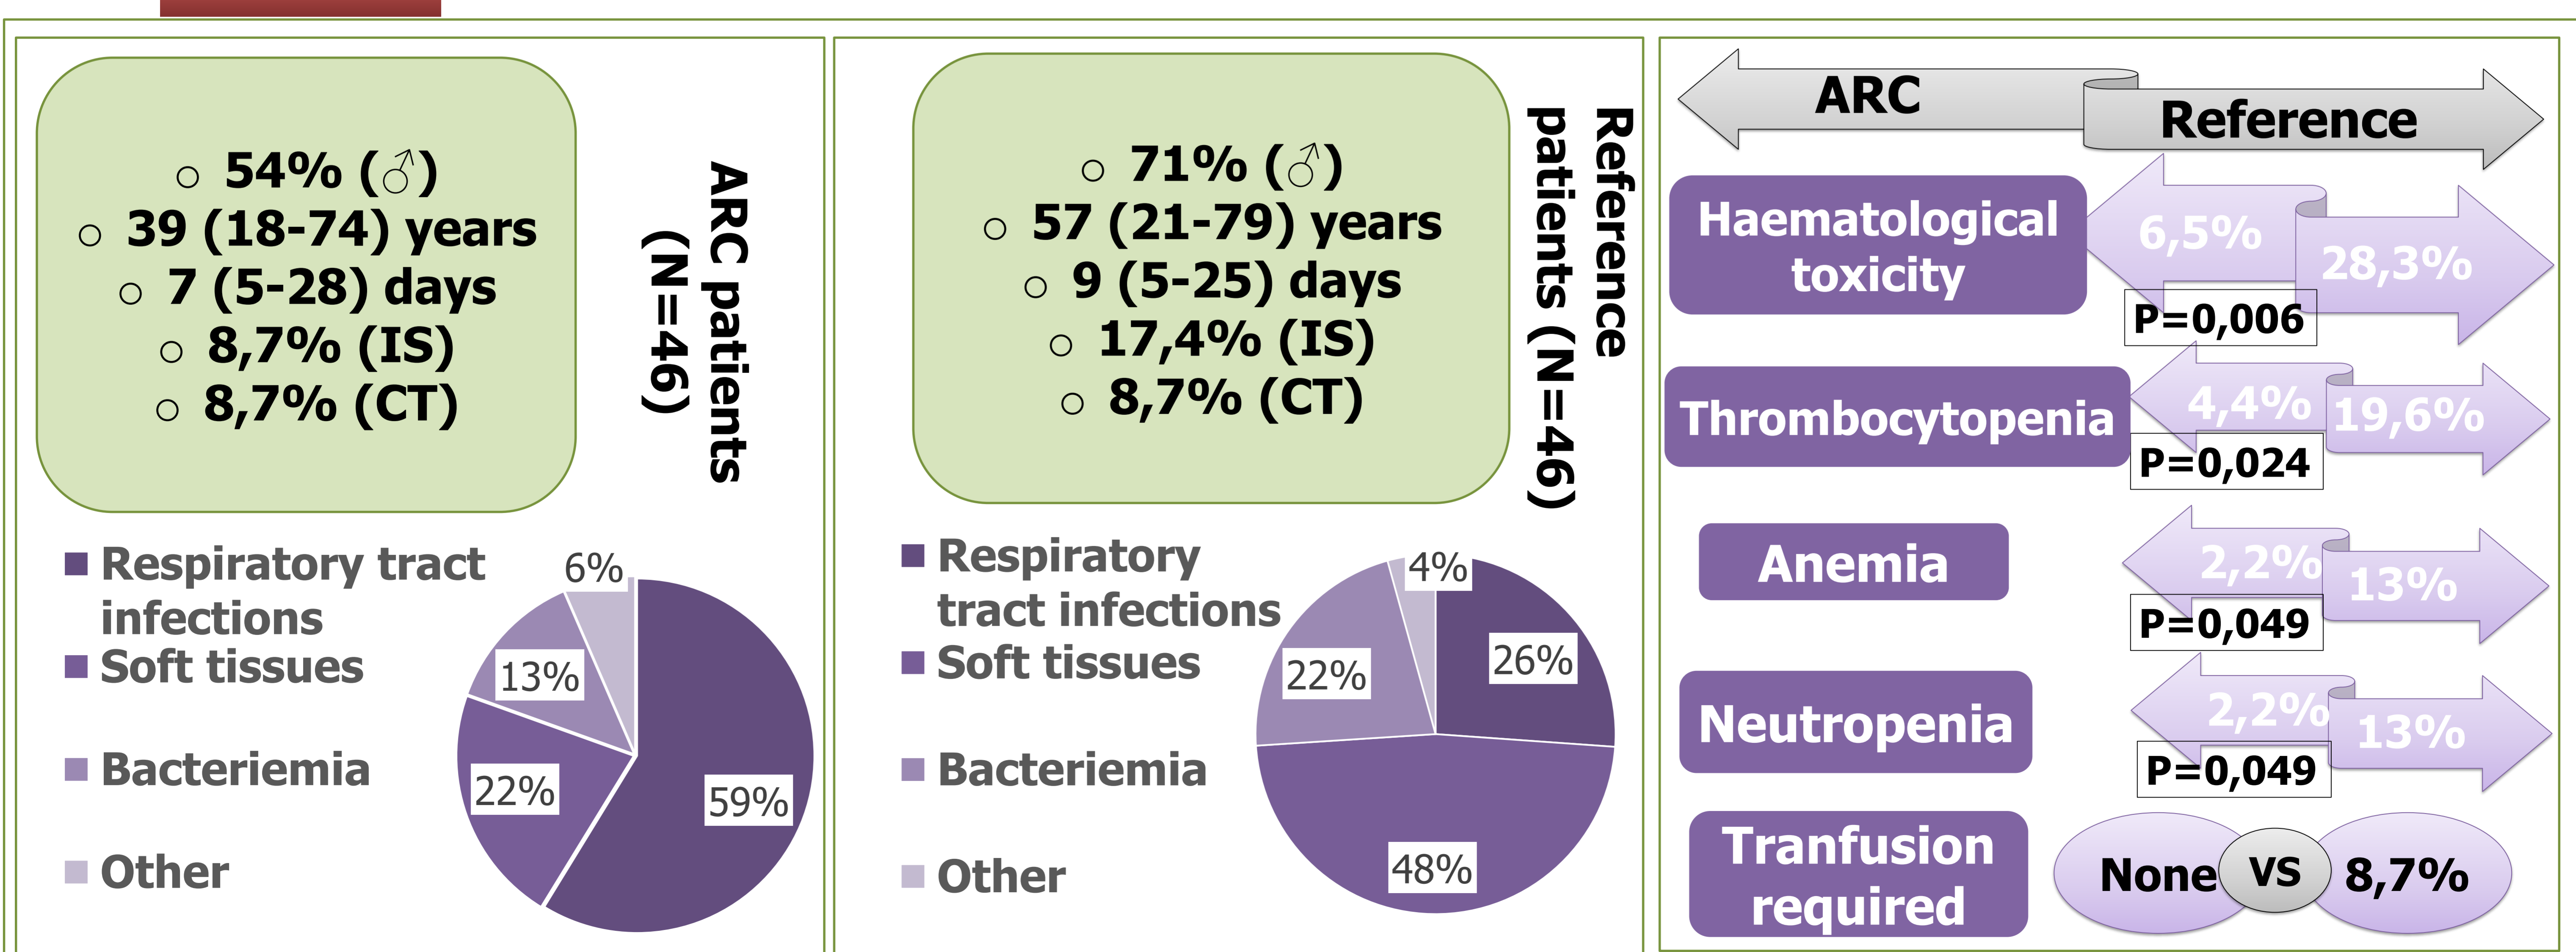 ○ 54% (♂)
○ 39 (18-74) years
○ 7 (5-28) days
○ 8,7% (IS)
○ 8,7% (CT)
ARC patients
(N=46)
■ Respiratory tract
infections
■ Soft tissues
■ Bacteriemia
■ Other
6%
13%
22%
59%
○ 71% (♂)
○ 57 (21-79) years
○ 9 (5-25) days
○ 17,4% (IS)
○ 8,7% (CT)
Reference
patients (N=46)
■ Respiratory
tract infections
■ Soft tissues
■ Bacteriemia
■ Other
4%
26%
22%
48%
ARC
Reference
Haematological
toxicity
6,5%
28,3%
P=0,006
Thrombocytopenia
4,4%
19,6%
P=0,024
Anemia
2,2%
13%
P=0,049
Neutropenia
2,2%
13%
P=0,049
Tranfusion
required
None VS 8,7%